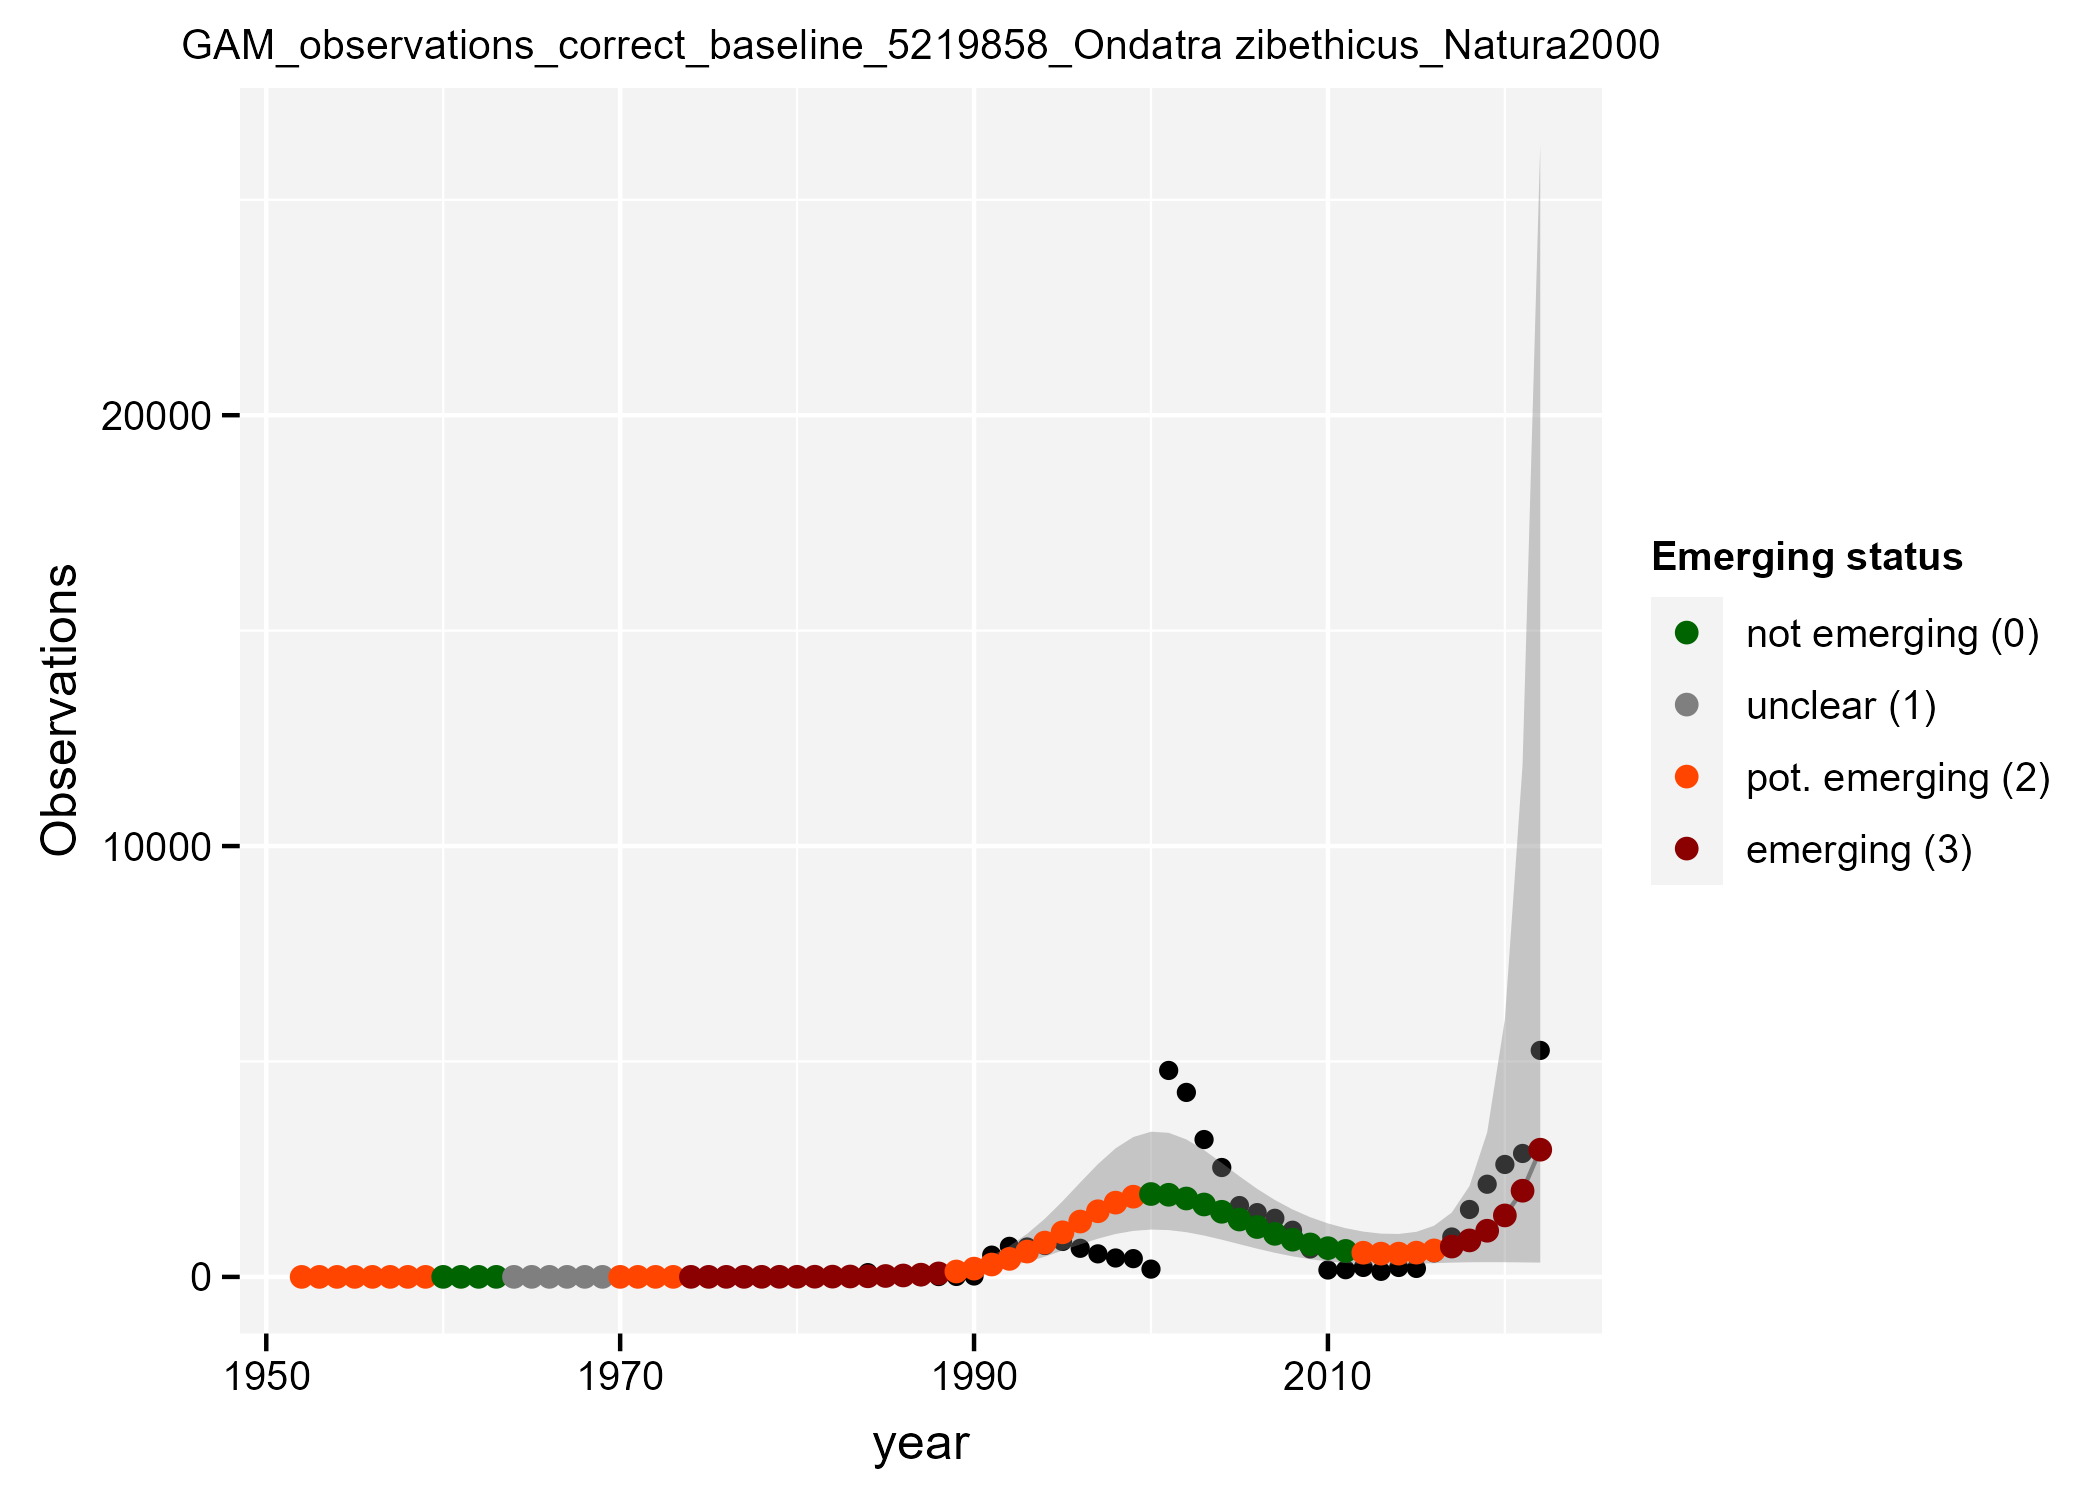 GAM_observations_correct_baseline_5219858_Ondatra zibethicus_Natura2000
Observations
20000
10000
0
1950
1970
1990
2010
year
Emerging status
not emerging (0)
unclear (1)
pot. emerging (2)
emerging (3)